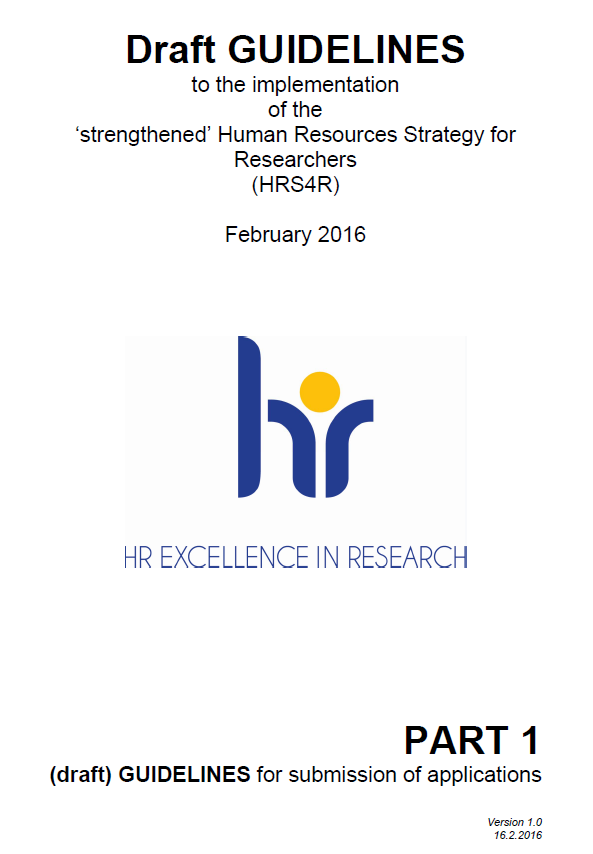 Draft GUIDELINES
to the implementation
of the
‘strengthened’ Human Resources Strategy for
Researchers
(HRS4R)
February 2016
hr
HR EXCELLENCE IN RESEARCH
PART 1
(draft) GUIDELINES for submission of applications
Version 1.0
16.2.2016